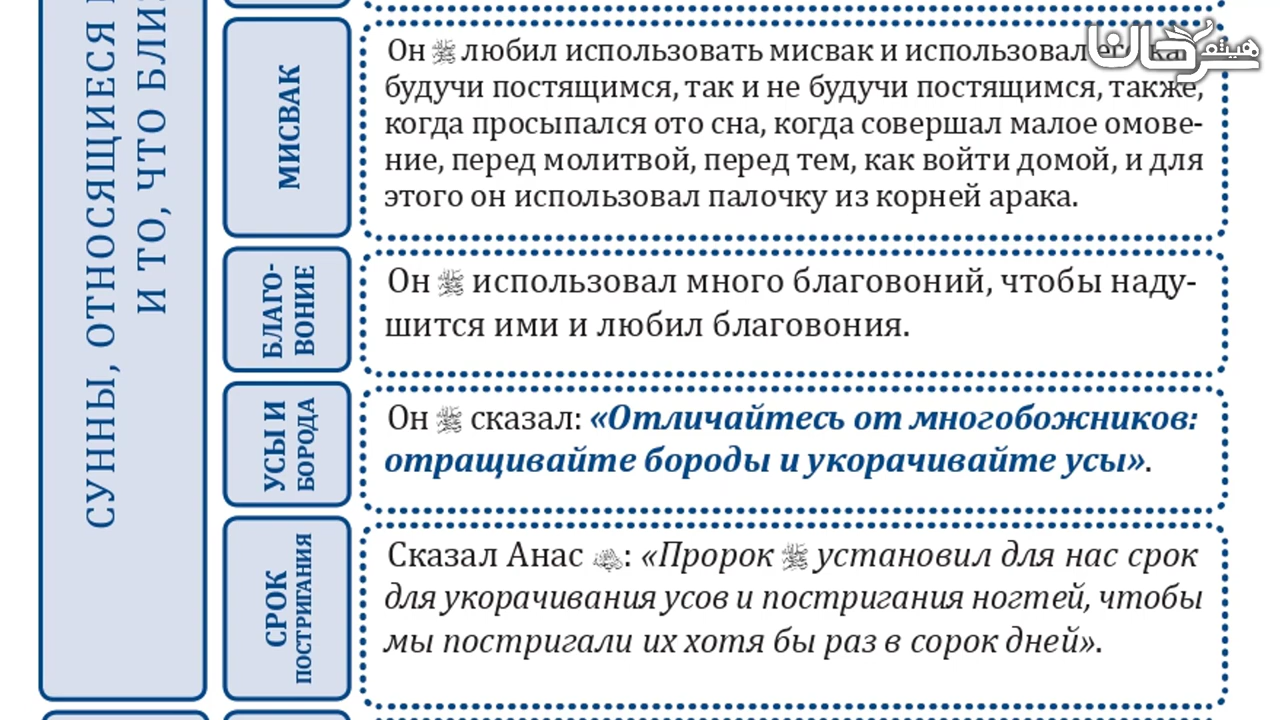 СУННЫ, ОТНОСЯЩИЕСЯ
И ТО, ЧТО
МИСВАК
Он ﷺ любил использовать мисвак и использовал его
будучи постящимся, так и не будучи постящимся, также,
когда просыпался ото сна, когда совершал малое омове-
ние, перед молитвой, перед тем, как войти домой, и для
этого он использовал палочку из корней арака.
БЛАГО-
ВОНИЕ
Он ﷺ использовал много благовоний, чтобы наду-
шится ими и любил благовония.
УСЫ И
БОРОДА
Он ﷺ сказал: «Отличайтесь от многобожников:
отращивайте бороды и укорачивайте усы».
СРОК
ПОСТРИГАНИЯ
Сказал Анас : «Пророк ﷺ установил для нас срок
для укорачивания усов и постригания ногтей, чтобы
мы постригали их хотя бы раз в сорок дней».